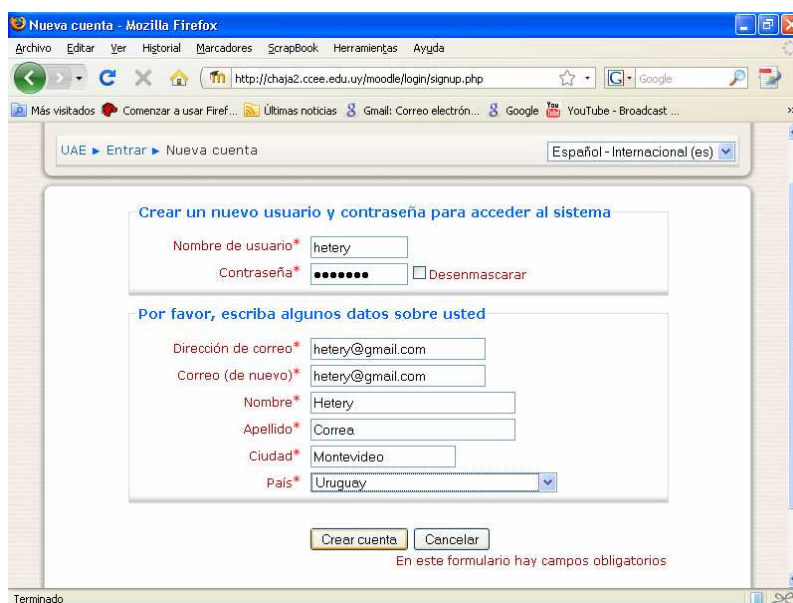 Nueva cuenta - Mozilla Firefox
Archivo Editar Ver Historial Marcadores ScrapBook Herramientas Ayuda
http://chaja2.ccee.edu.uy/moodle/login/signup.php Google
Más visitados Comenzar a usar Firef... Últimas noticias Gmail: Correo electrón... Google YouTube - Broadcast ...
UAE ► Entrar ► Nueva cuenta Español - Internacional (es)
Crear un nuevo usuario y contraseña para acceder al sistema
Nombre de usuario* hetery
Contraseña* ●●●●●●● Desenmascarar
Por favor, escriba algunos datos sobre usted
Dirección de correo* hetery@gmail.com
Correo (de nuevo)* hetery@gmail.com
Nombre* Hetery
Apellido* Correa
Ciudad* Montevideo
País* Uruguay
Crear cuenta Cancelar
En este formulario hay campos obligatorios
Terminado